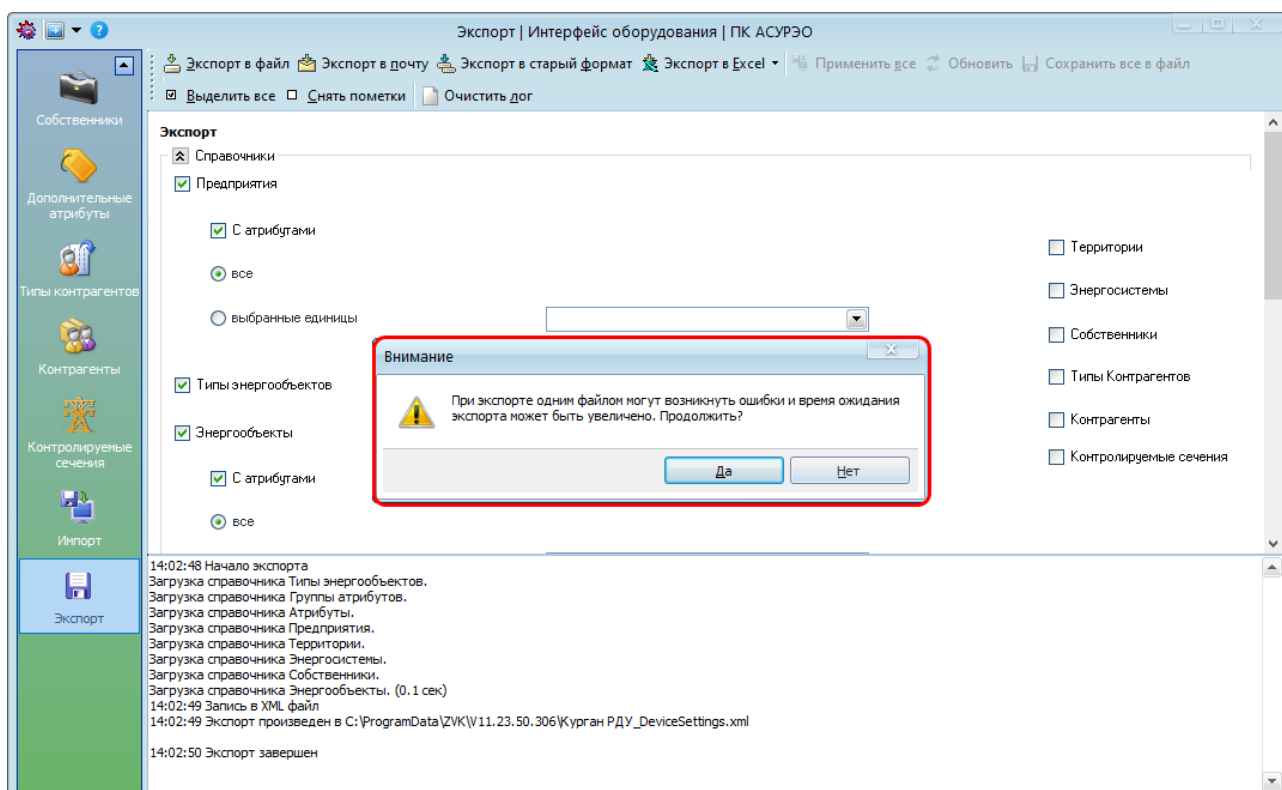 Экспорт | Интерфейс оборудования | ПК АСУРЭО
Экспорт в файл Экспорт в почту Экспорт в старый формат Экспорт в Excel Применить все Обновить Сохранить все в файл
Выделить все Снять пометки Очистить лог
Собственники
Дополнительные
атрибуты
Типы контрагентов
Контрагенты
Контролируемые
сечения
Импорт
Экспорт
Экспорт
Справочники
Предприятия
С атрибутами
все
выбранные единицы
Типы энергообъектов
Энергообъекты
С атрибутами
все
Территории
Энергосистемы
Собственники
Типы Контрагентов
Контрагенты
Контролируемые сечения
Внимание
При экспорте одним файлом могут возникнуть ошибки и время ожидания
экспорта может быть увеличено. Продолжить?
Да Нет
14:02:48 Начало экспорта
Загрузка справочника Типы энергообъектов.
Загрузка справочника Группы атрибутов.
Загрузка справочника Атрибуты.
Загрузка справочника Предприятия.
Загрузка справочника Территории.
Загрузка справочника Энергосистемы.
Загрузка справочника Собственники.
Загрузка справочника Энергообъекты. (0.1 сек)
14:02:49 Запись в XML файл
14:02:49 Экспорт произведен в C:\ProgramData\ZVK\V11.23.50.306\Курган РДУ_DeviceSettings.xml
14:02:50 Экспорт завершен